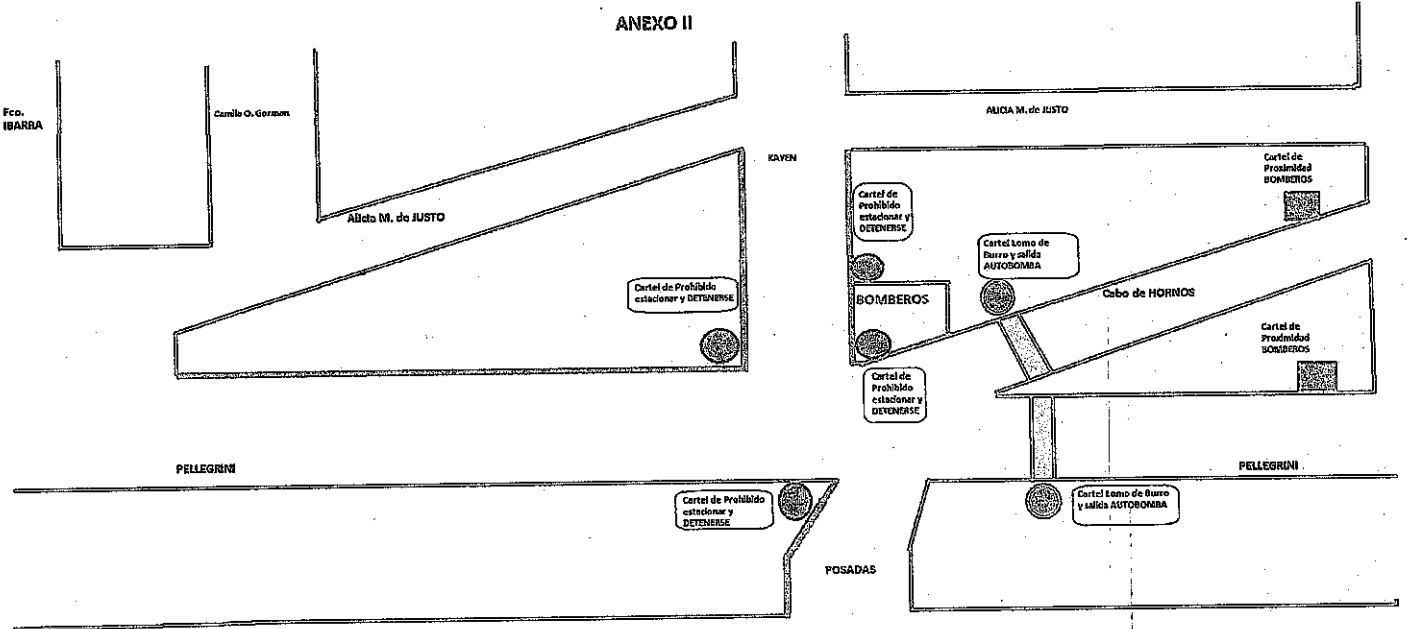 ANEXO II
Fco.
IBARRA
Camilo O. Gorman
ALICIA M. de JUSTO
KAYEN
Cartel de
Proximidad
BOMBEROS
Alicia M. de JUSTO
Cartel de
Prohibido
estacionar y
DETENERSE
Cartel Lomo de
Burro y salida
AUTOBOMBA
Cartel de Prohibido
estacionar y DETENERSE
BOMBEROS
Cabo de HORNOS
Cartel de
Proximidad
BOMBEROS
Cartel de
Prohibido
estacionar y
DETENERSE
PELLEGRINI
PELLEGRINI
Cartel de Prohibido
estacionar y
DETENERSE
Cartel Lomo de Burro
y salida AUTOBOMBA
POSADAS